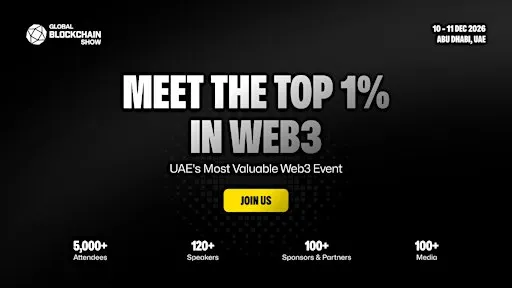 GLOBAL
BLOCKCHAIN
SHOW
10 - 11 DEC 2026
ABU DHABI, UAE
MEET THE TOP 1%
IN WEB3
UAE's Most Valuable Web3 Event
JOIN US
5,000+
Attendees
120+
Speakers
100+
Sponsors & Partners
100+
Media